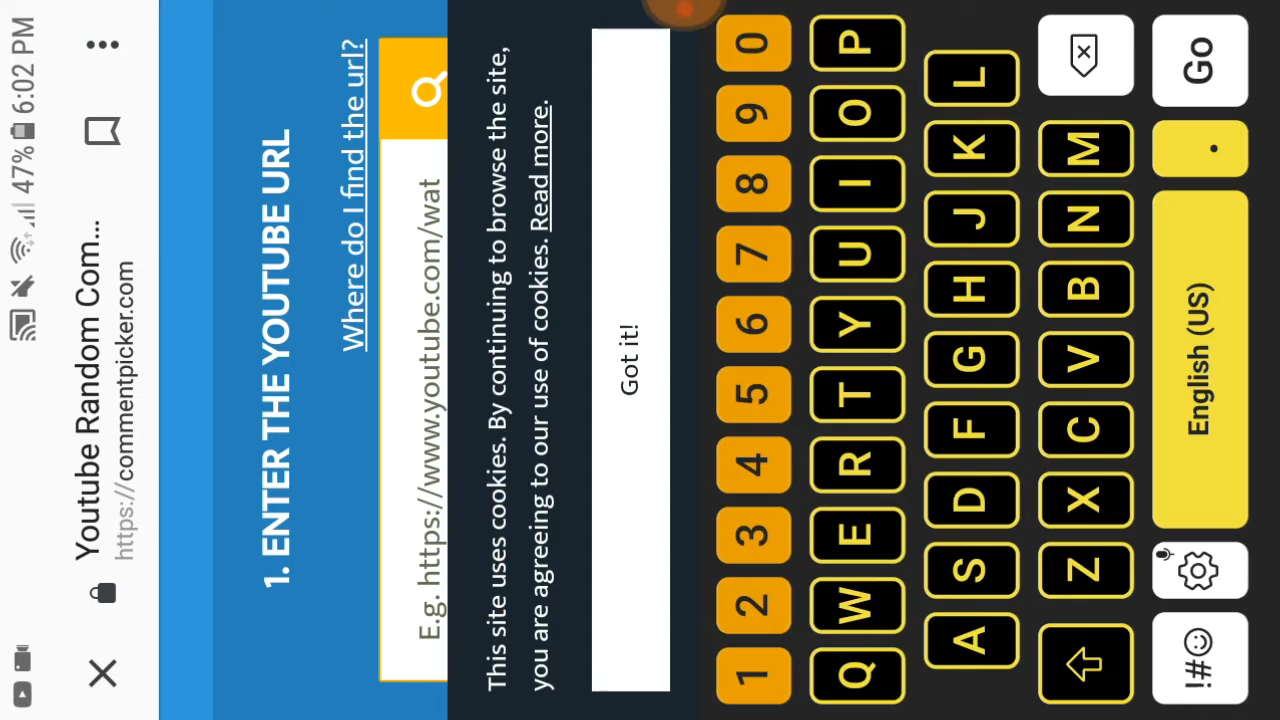 47% 6:02 PM
Youtube Random Com...
https://commentpicker.com
1. ENTER THE YOUTUBE URL
Where do I find the url?
E.g. https://www.youtube.com/wat
This site uses cookies. By continuing to browse the site,
you are agreeing to our use of cookies. Read more.
Got it!
1 2 3 4 5 6 7 8 9 0
Q W E R T Y U I O P
A S D F G H J K L
Z X C V B N M
!#☺ English (US) . Go